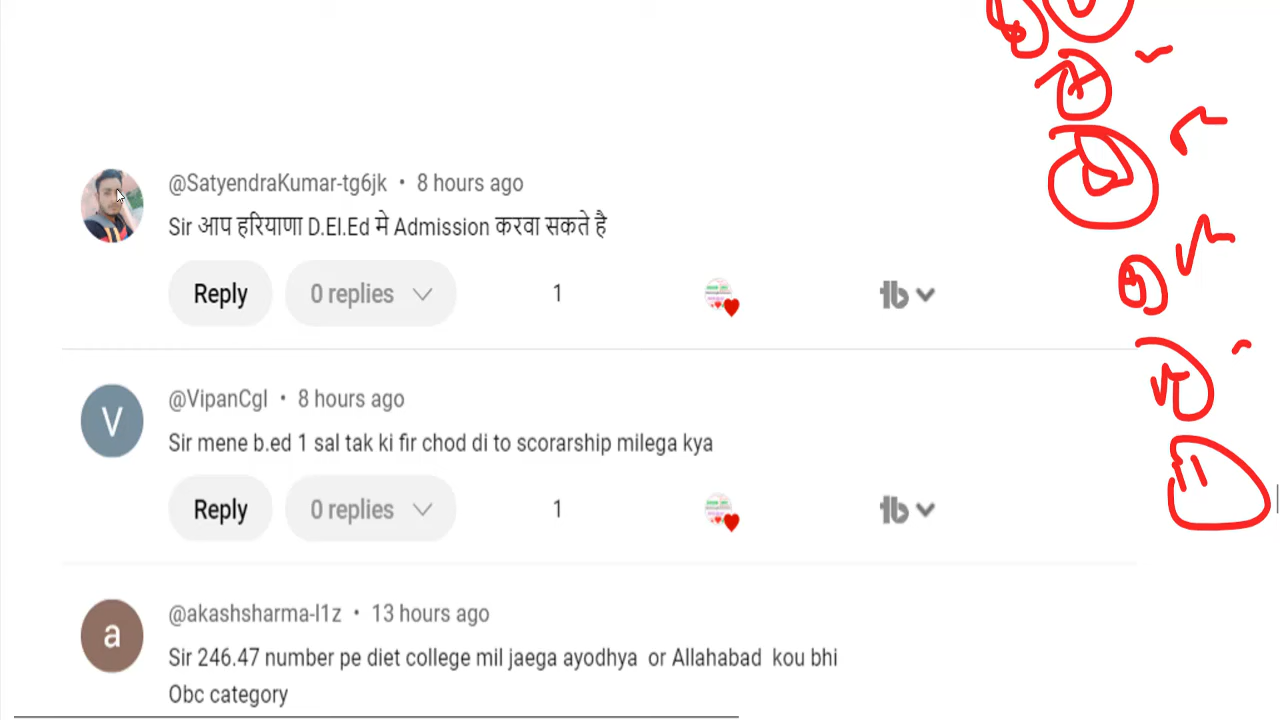 @SatyendraKumar-tg6jk • 8 hours ago
Sir आप हरियाणा D.El.Ed मे Admission करवा सकते है
Reply 0 replies 1
@VipanCgl • 8 hours ago
V
Sir mene b.ed 1 sal tak ki fir chod di to scorarship milega kya
Reply 0 replies 1
@akashsharma-l1z • 13 hours ago
a
Sir 246.47 number pe diet college mil jaega ayodhya or Allahabad kou bhi
Obc category